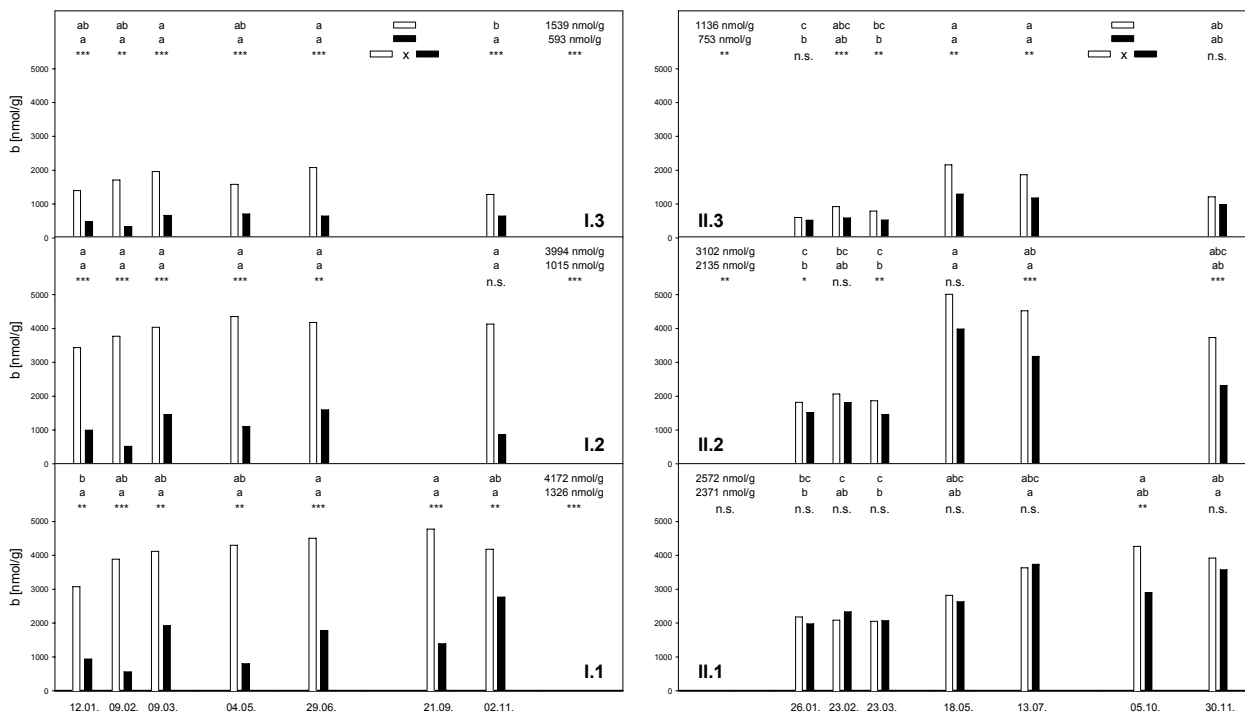 ab ab a a a b 1539 nmol/g
a a a a a a 593 nmol/g
*** ** *** *** *** x *** ***
b [nmol/g]
5000
4000
3000
2000
1000
0
I.3
a a a a a a 3994 nmol/g
a a a a a a 1015 nmol/g
*** *** *** *** ** n.s. ***
b [nmol/g]
5000
4000
3000
2000
1000
0
I.2
b ab ab ab a a ab 4172 nmol/g
a a a a a a a 1326 nmol/g
** *** ** ** *** *** ** ***
b [nmol/g]
5000
4000
3000
2000
1000
0
I.1
12.01. 09.02. 09.03. 04.05. 29.06. 21.09. 02.11.
1136 nmol/g c abc bc a a ab
753 nmol/g b ab b a a ab
** n.s. *** ** ** ** x n.s.
5000
4000
3000
2000
1000
0
II.3
3102 nmol/g c bc c a ab abc
2135 nmol/g b ab b a a ab
** * n.s. ** n.s. *** ***
5000
4000
3000
2000
1000
0
II.2
2572 nmol/g bc c c abc abc a ab
2371 nmol/g b ab b ab a ab a
n.s. n.s. n.s. n.s. n.s. n.s. ** n.s.
5000
4000
3000
2000
1000
0
II.1
26.01. 23.02. 23.03. 18.05. 13.07. 05.10. 30.11.